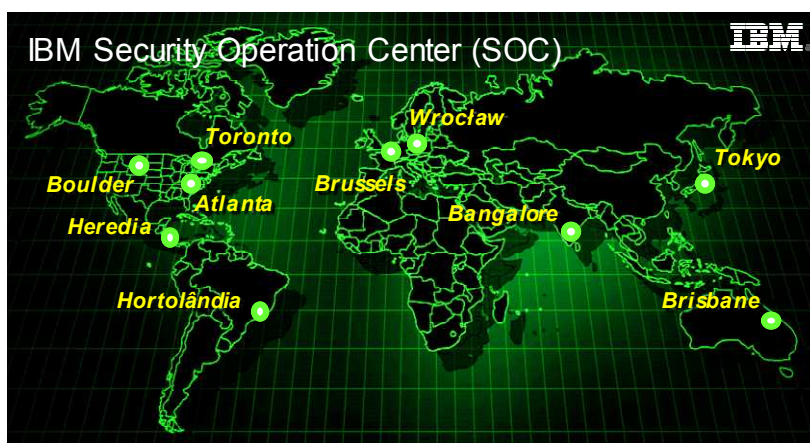 IBM Security Operation Center (SOC)
IBM
Wrocław
Toronto
Tokyo
Boulder
Brussels
Atlanta
Bangalore
Heredia
Hortolândia
Brisbane